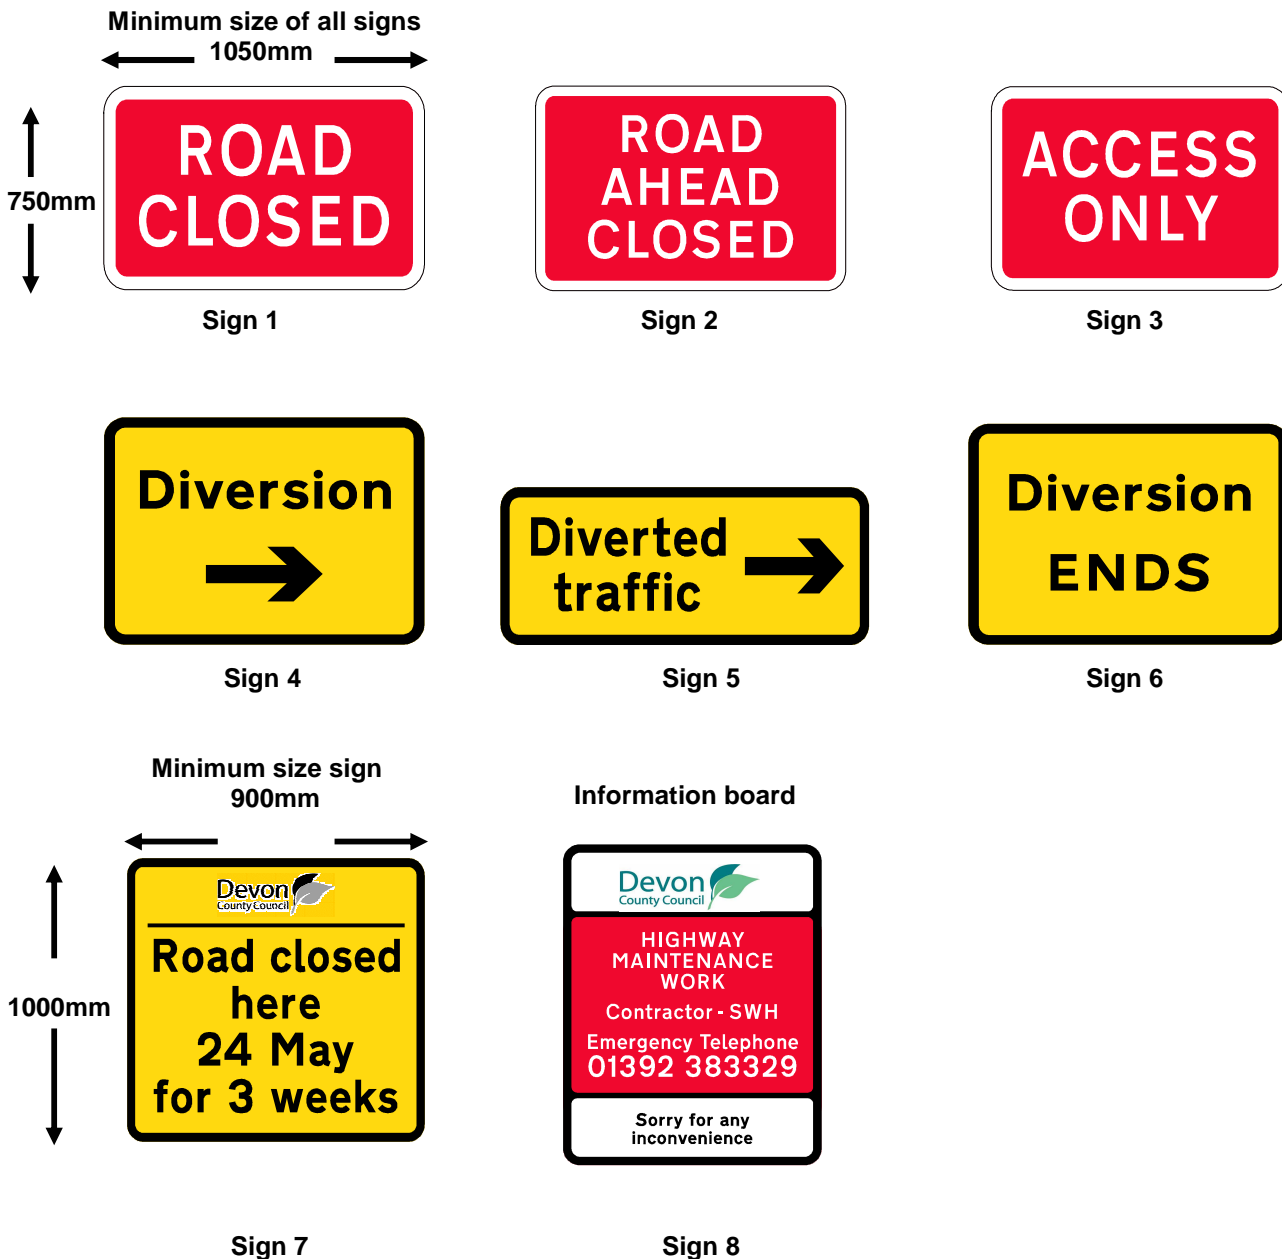 Minimum size of all signs
1050mm
750mm
ROAD
CLOSED
Sign 1
ROAD
AHEAD
CLOSED
Sign 2
ACCESS
ONLY
Sign 3
Diversion
Sign 4
Diverted
traffic
Sign 5
Diversion
ENDS
Sign 6
Minimum size sign
900mm
1000mm
Devon
County Council
Road closed
here
24 May
for 3 weeks
Sign 7
Information board
Devon
County Council
HIGHWAY
MAINTENANCE
WORK
Contractor - SWH
Emergency Telephone
01392 383329
Sorry for any
inconvenience
Sign 8